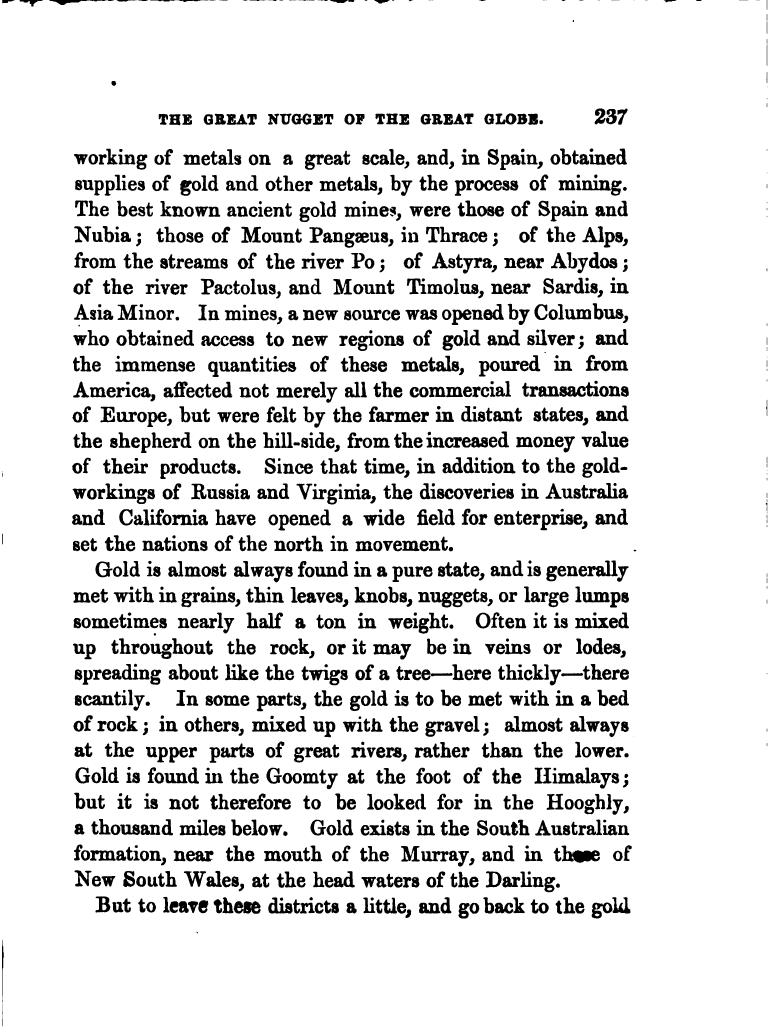 THE GREAT NUGGET OF THE GREAT GLOBE. 237
working of metals on a great scale, and, in Spain, obtained
supplies of gold and other metals, by the process of mining.
The best known ancient gold mines, were those of Spain and
Nubia; those of Mount Pangæus, in Thrace; of the Alps,
from the streams of the river Po; of Astyra, near Abydos;
of the river Pactolus, and Mount Timolus, near Sardis, in
Asia Minor. In mines, a new source was opened by Columbus,
who obtained access to new regions of gold and silver; and
the immense quantities of these metals, poured in from
America, affected not merely all the commercial transactions
of Europe, but were felt by the farmer in distant states, and
the shepherd on the hill-side, from the increased money value
of their products. Since that time, in addition to the gold-
workings of Russia and Virginia, the discoveries in Australia
and California have opened a wide field for enterprise, and
set the nations of the north in movement.
Gold is almost always found in a pure state, and is generally
met with in grains, thin leaves, knobs, nuggets, or large lumps
sometimes nearly half a ton in weight. Often it is mixed
up throughout the rock, or it may be in veins or lodes,
spreading about like the twigs of a tree—here thickly—there
scantily. In some parts, the gold is to be met with in a bed
of rock; in others, mixed up with the gravel; almost always
at the upper parts of great rivers, rather than the lower.
Gold is found in the Goomty at the foot of the Himalays;
but it is not therefore to be looked for in the Hooghly,
a thousand miles below. Gold exists in the South Australian
formation, near the mouth of the Murray, and in those of
New South Wales, at the head waters of the Darling.
But to leave these districts a little, and go back to the gold